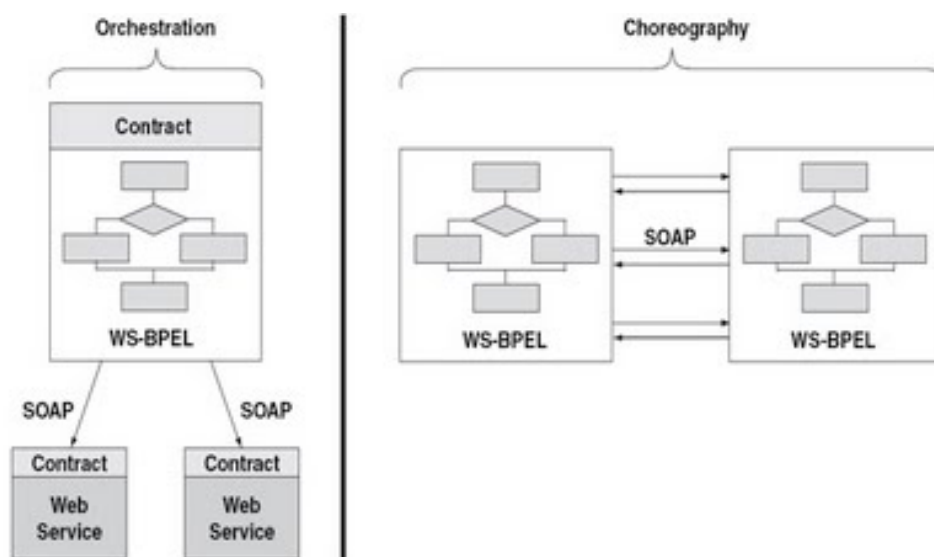 Orchestration
Contract
WS-BPEL
SOAP
SOAP
Contract
Web
Service
Contract
Web
Service
Choreography
SOAP
WS-BPEL
WS-BPEL